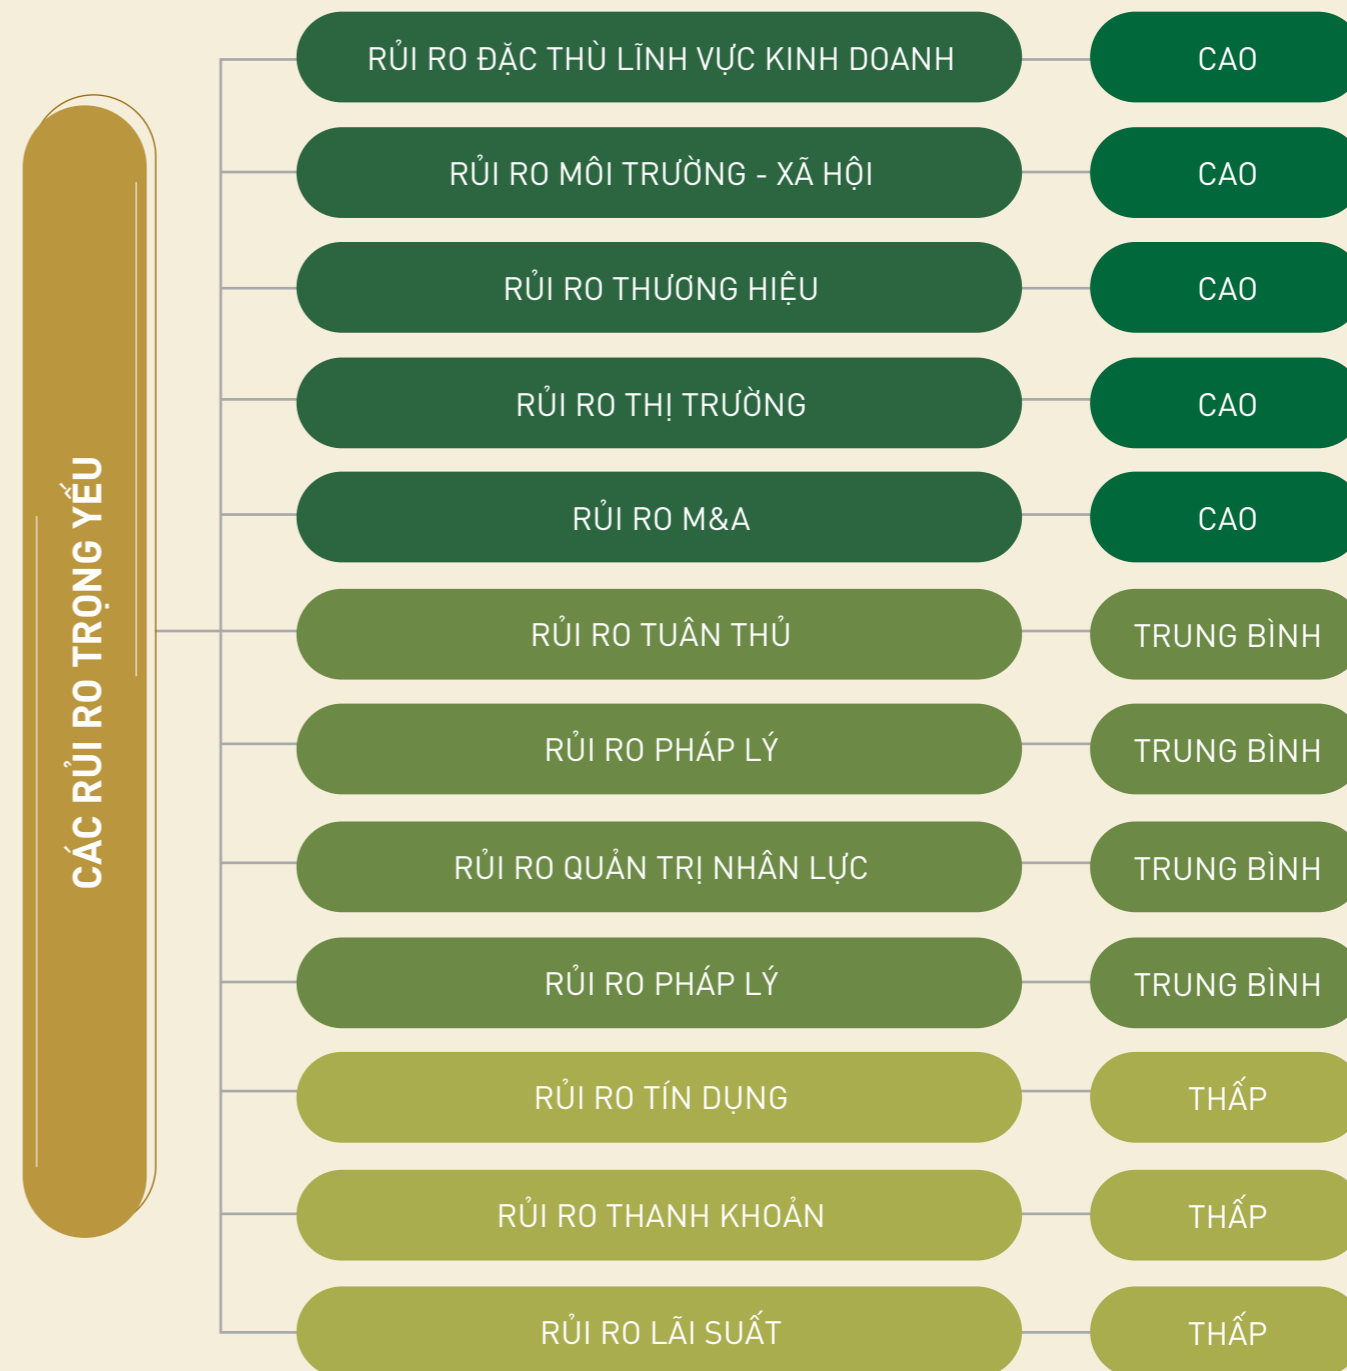 CÁC RỦI RO TRỌNG YẾU
RỦI RO ĐẶC THÙ LĨNH VỰC KINH DOANH
CAO
RỦI RO MÔI TRƯỜNG - XÃ HỘI
CAO
RỦI RO THƯƠNG HIỆU
CAO
RỦI RO THỊ TRƯỜNG
CAO
RỦI RO M&A
CAO
RỦI RO TUÂN THỦ
TRUNG BÌNH
RỦI RO PHÁP LÝ
TRUNG BÌNH
RỦI RO QUẢN TRỊ NHÂN LỰC
TRUNG BÌNH
RỦI RO PHÁP LÝ
TRUNG BÌNH
RỦI RO TÍN DỤNG
THẤP
RỦI RO THANH KHOẢN
THẤP
RỦI RO LÃI SUẤT
THẤP